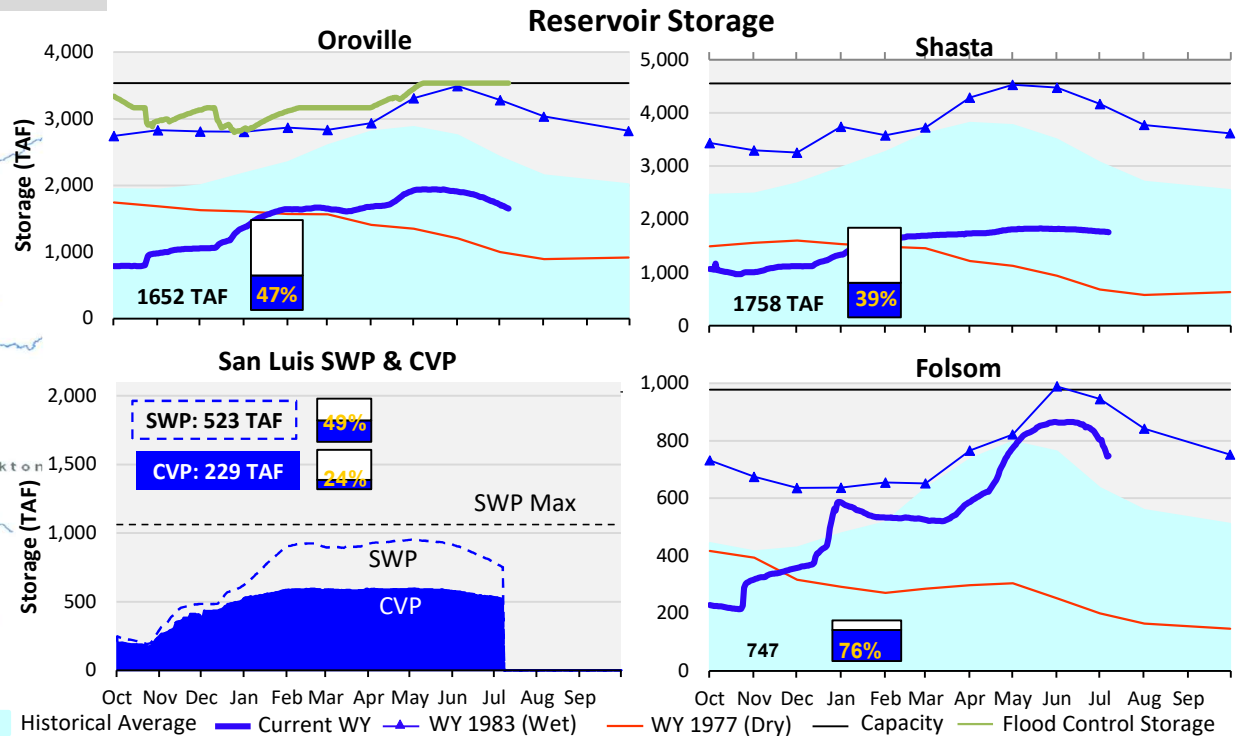 Reservoir Storage
Oroville
Storage (TAF)
4,000
3,000
2,000
1,000
0
1652 TAF
47%
Shasta
5,000
4,000
3,000
2,000
1,000
0
1758 TAF
39%
San Luis SWP & CVP
Storage (TAF)
2,000
1,500
1,000
500
0
SWP: 523 TAF
49%
CVP: 229 TAF
24%
SWP Max
SWP
CVP
Oct Nov Dec Jan Feb Mar Apr May Jun Jul Aug Sep
Folsom
1,000
800
600
400
200
0
747
76%
Oct Nov Dec Jan Feb Mar Apr May Jun Jul Aug Sep
kton
Historical Average Current WY WY 1983 (Wet) WY 1977 (Dry) Capacity Flood Control Storage